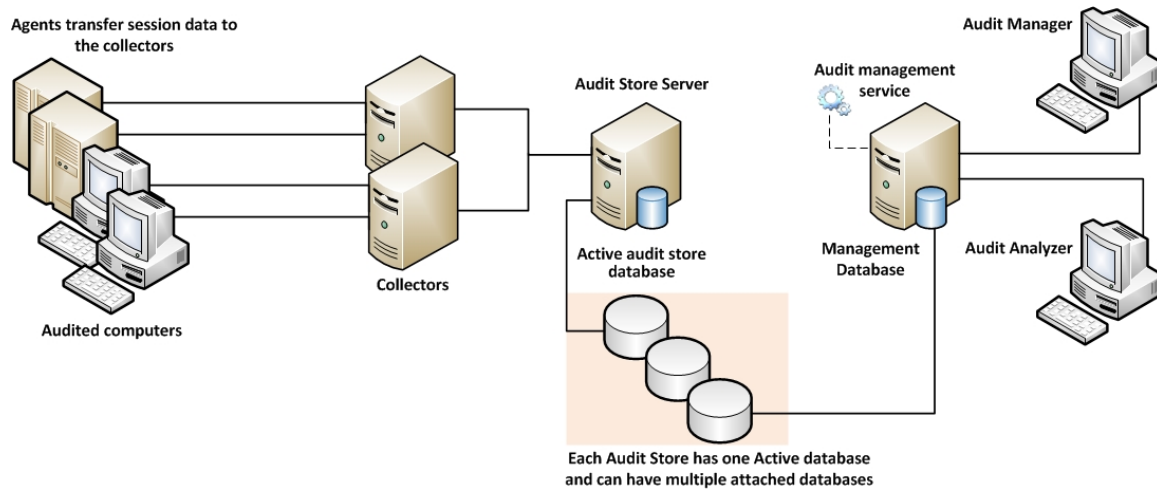 Agents transfer session data to
the collectors
Audited computers
Collectors
Audit Store Server
Active audit store
database
Each Audit Store has one Active database
and can have multiple attached databases
Audit management
service
Management
Database
Audit Manager
Audit Analyzer